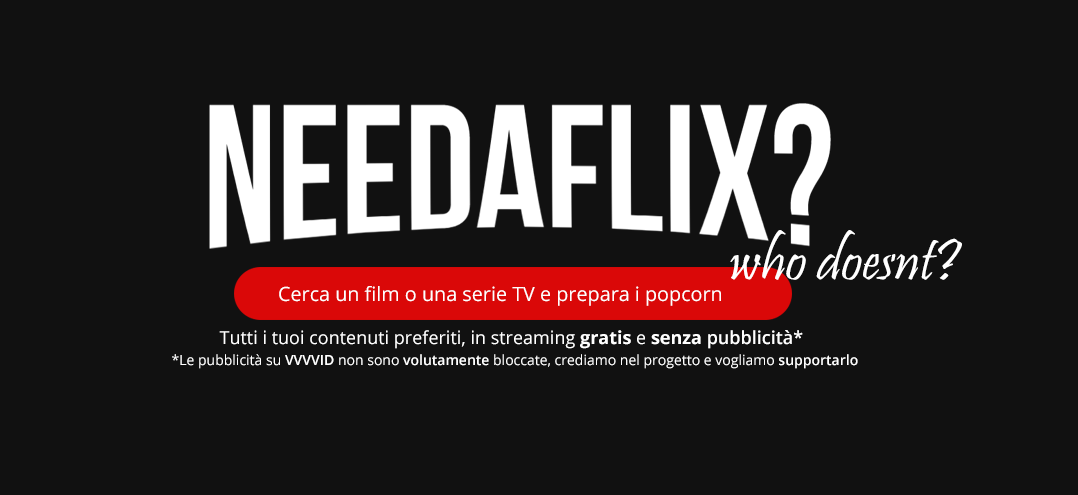 NEEDAFLIX?
who doesnt?
Cerca un film o una serie TV e prepara i popcorn
Tutti i tuoi contenuti preferiti, in streaming gratis e senza pubblicità*
*Le pubblicità su VVVVID non sono volutamente bloccate, crediamo nel progetto e vogliamo supportarlo